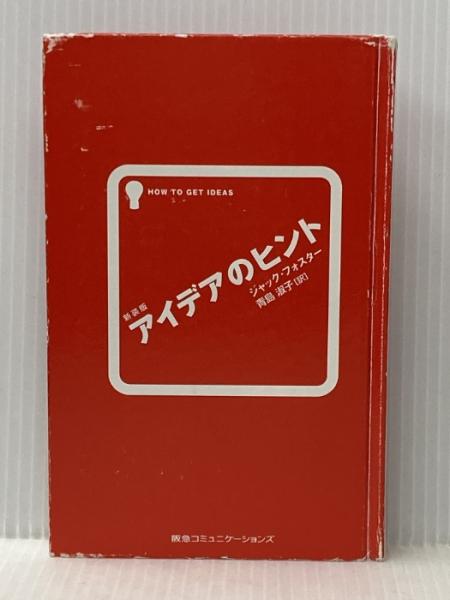 HOW TO GET IDEAS
新装版
アイデアのヒント
ジャック・フォスター
青島 淑子[訳]
阪急コミュニケーションズ